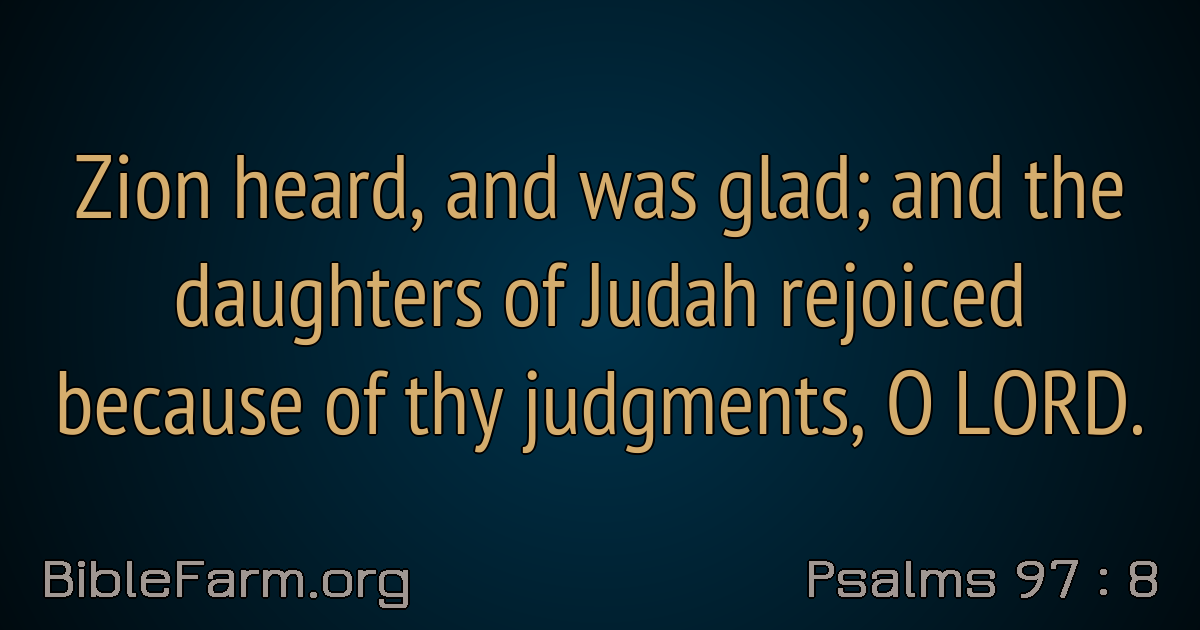 Zion heard, and was glad; and the
daughters of Judah rejoiced
because of thy judgments, O LORD.
BibleFarm.org
Psalms 97 : 8